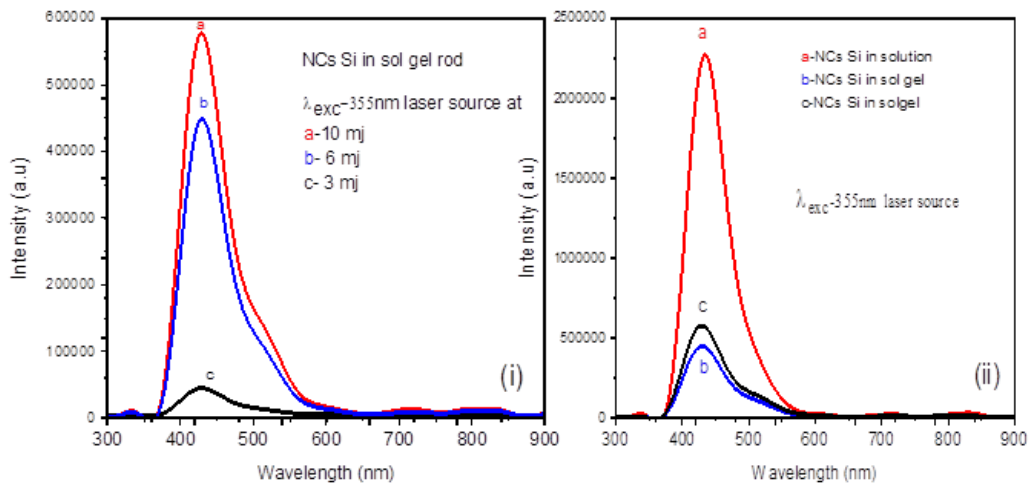 600000
500000
400000
300000
200000
100000
0
300
400
500
600
700
800
900
Intensity (a.u)
Wavelength (nm)
a
b
c
NCs Si in sol gel rod
λexc-355nm laser source at
a-10 mj
b- 6 mj
c- 3 mj
(i)
2500000
2000000
1500000
1000000
500000
0
300
400
500
600
700
800
900
Intensity (a.u)
Wavelength (nm)
a
c
b
a-NCs Si in solution
b-NCs Si in sol gel
c-NCs Si in solgel
λexc-355nm laser source
(ii)